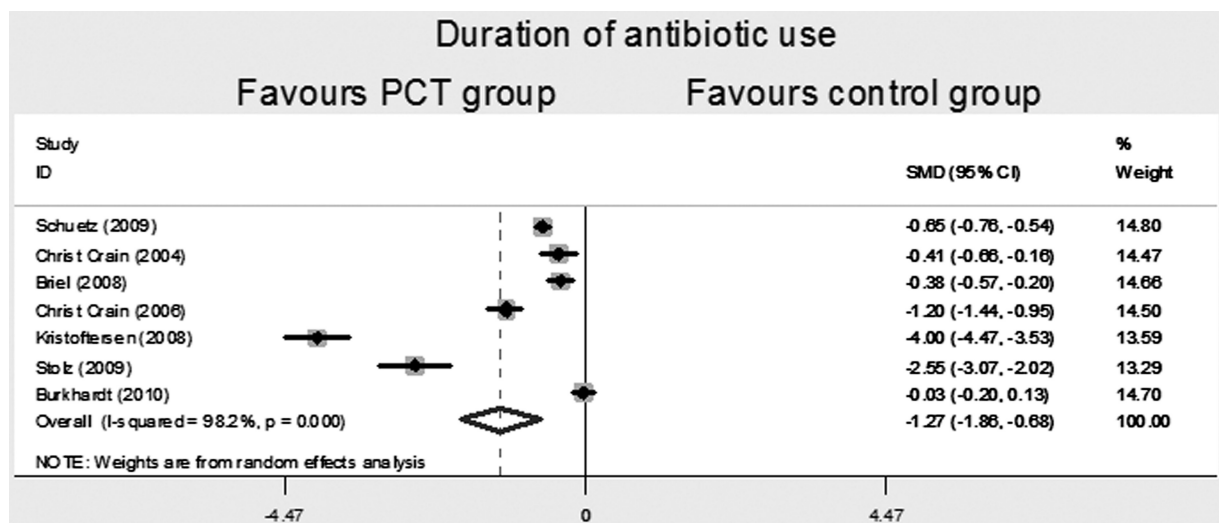 Duration of antibiotic use
Favours PCT group Favours control group
Study %
ID SMD (95% CI) Weight
Schuetz (2009) -0.65 (-0.76, -0.54) 14.80
Christ Crain (2004) -0.41 (-0.66, -0.16) 14.47
Briel (2008) -0.38 (-0.57, -0.20) 14.66
Christ Crain (2006) -1.20 (-1.44, -0.95) 14.50
Kristoftersen (2008) -4.00 (-4.47, -3.53) 13.59
Stolz (2009) -2.55 (-3.07, -2.02) 13.29
Burkhardt (2010) -0.03 (-0.20, 0.13) 14.70
Overall (I-squared = 98.2%, p = 0.000) -1.27 (-1.86, -0.68) 100.00
NOTE: Weights are from random effects analysis
-4.47 0 4.47